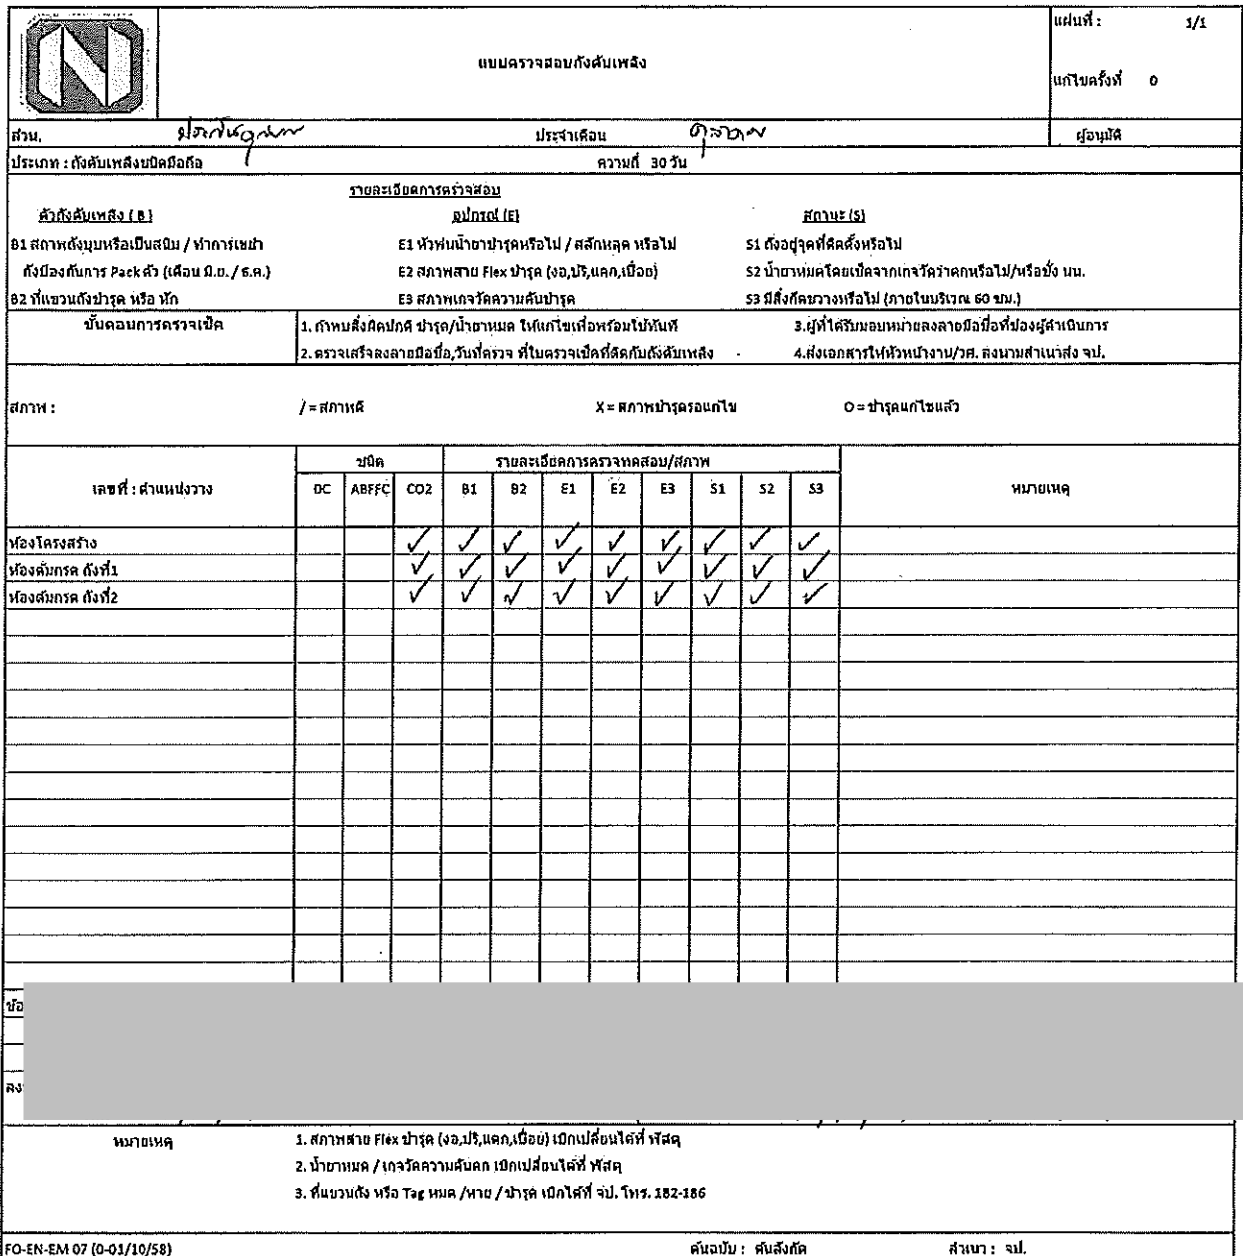 แบบตรวจสอบถังดับเพลิง
แผ่นที่ : 1/1
แก้ไขครั้งที่ 0
ส่วน. ประกันคุณภาพ ประจำเดือน ตุลาคม ผู้อนุมัติ
ประเภท : ถังดับเพลิงชนิดมือถือ ความถี่ 30 วัน
รายละเอียดการตรวจสอบ
ตัวถังดับเพลิง ( B ) อุปกรณ์ (E) สถานะ (S)
B1 สภาพถังบุบหรือเป็นสนิม / ทำการเขย่า E1 หัวพ่นน้ำยาชำรุดหรือไม่ / สลักหลุด หรือไม่ S1 ถังอยู่จุดที่ติดตั้งหรือไม่
ถังป้องกันการ Pack ตัว (เดือน มิ.ย. / ธ.ค.) E2 สภาพสาย Flex ชำรุด (งอ,ปริ,แตก,เปื่อย) S2 น้ำยาหมดโดยเช็คจากเกจวัดว่าตกหรือไม่/หรือชั่ง นน.
B2 ที่แขวนถังชำรุด หรือ หัก E3 สภาพเกจวัดความดันชำรุด S3 มีสิ่งกีดขวางหรือไม่ (ภายในบริเวณ 60 ซม.)
ขั้นตอนการตรวจเช็ค 1. ถ้าพบสิ่งผิดปกติ ชำรุด/น้ำยาหมด ให้แก้ไขเพื่อพร้อมใช้ทันที 3.ผู้ที่ได้รับมอบหมายลงลายมือชื่อที่ช่องผู้ดำเนินการ
2. ตรวจเสร็จลงลายมือชื่อ,วันที่ตรวจ ที่ใบตรวจเช็คที่ติดกับถังดับเพลิง 4.ส่งเอกสารให้หัวหน้างาน/วศ. ลงนามสำเนาส่ง จป.
สภาพ : / = สภาพดี X = สภาพชำรุดรอแก้ไข O = ชำรุดแก้ไขแล้ว
เลขที่ : ตำแหน่งวาง ชนิด รายละเอียดการตรวจทดสอบ/สภาพ หมายเหตุ
DC ABFFC CO2 B1 B2 E1 E2 E3 S1 S2 S3
ห้องโครงสร้าง ✓ ✓ ✓ ✓ ✓ ✓ ✓ ✓ ✓
ห้องต้มกรด ถังที่1 ✓ ✓ ✓ ✓ ✓ ✓ ✓ ✓ ✓
ห้องต้มกรด ถังที่2 ✓ ✓ ✓ ✓ ✓ ✓ ✓ ✓ ✓
หมายเหตุ 1. สภาพสาย Flex ชำรุด (งอ,ปริ,แตก,เปื่อย) เบิกเปลี่ยนได้ที่ พัสดุ
2. น้ำยาหมด / เกจวัดความดันตก เบิกเปลี่ยนได้ที่ พัสดุ
3. ที่แขวนถัง หรือ Tag หมด /หาย / ชำรุด เบิกได้ที่ จป. โทร. 182-186
FO-EN-EM 07 (0-01/10/58) ต้นฉบับ : ต้นสังกัด สำเนา : จป.